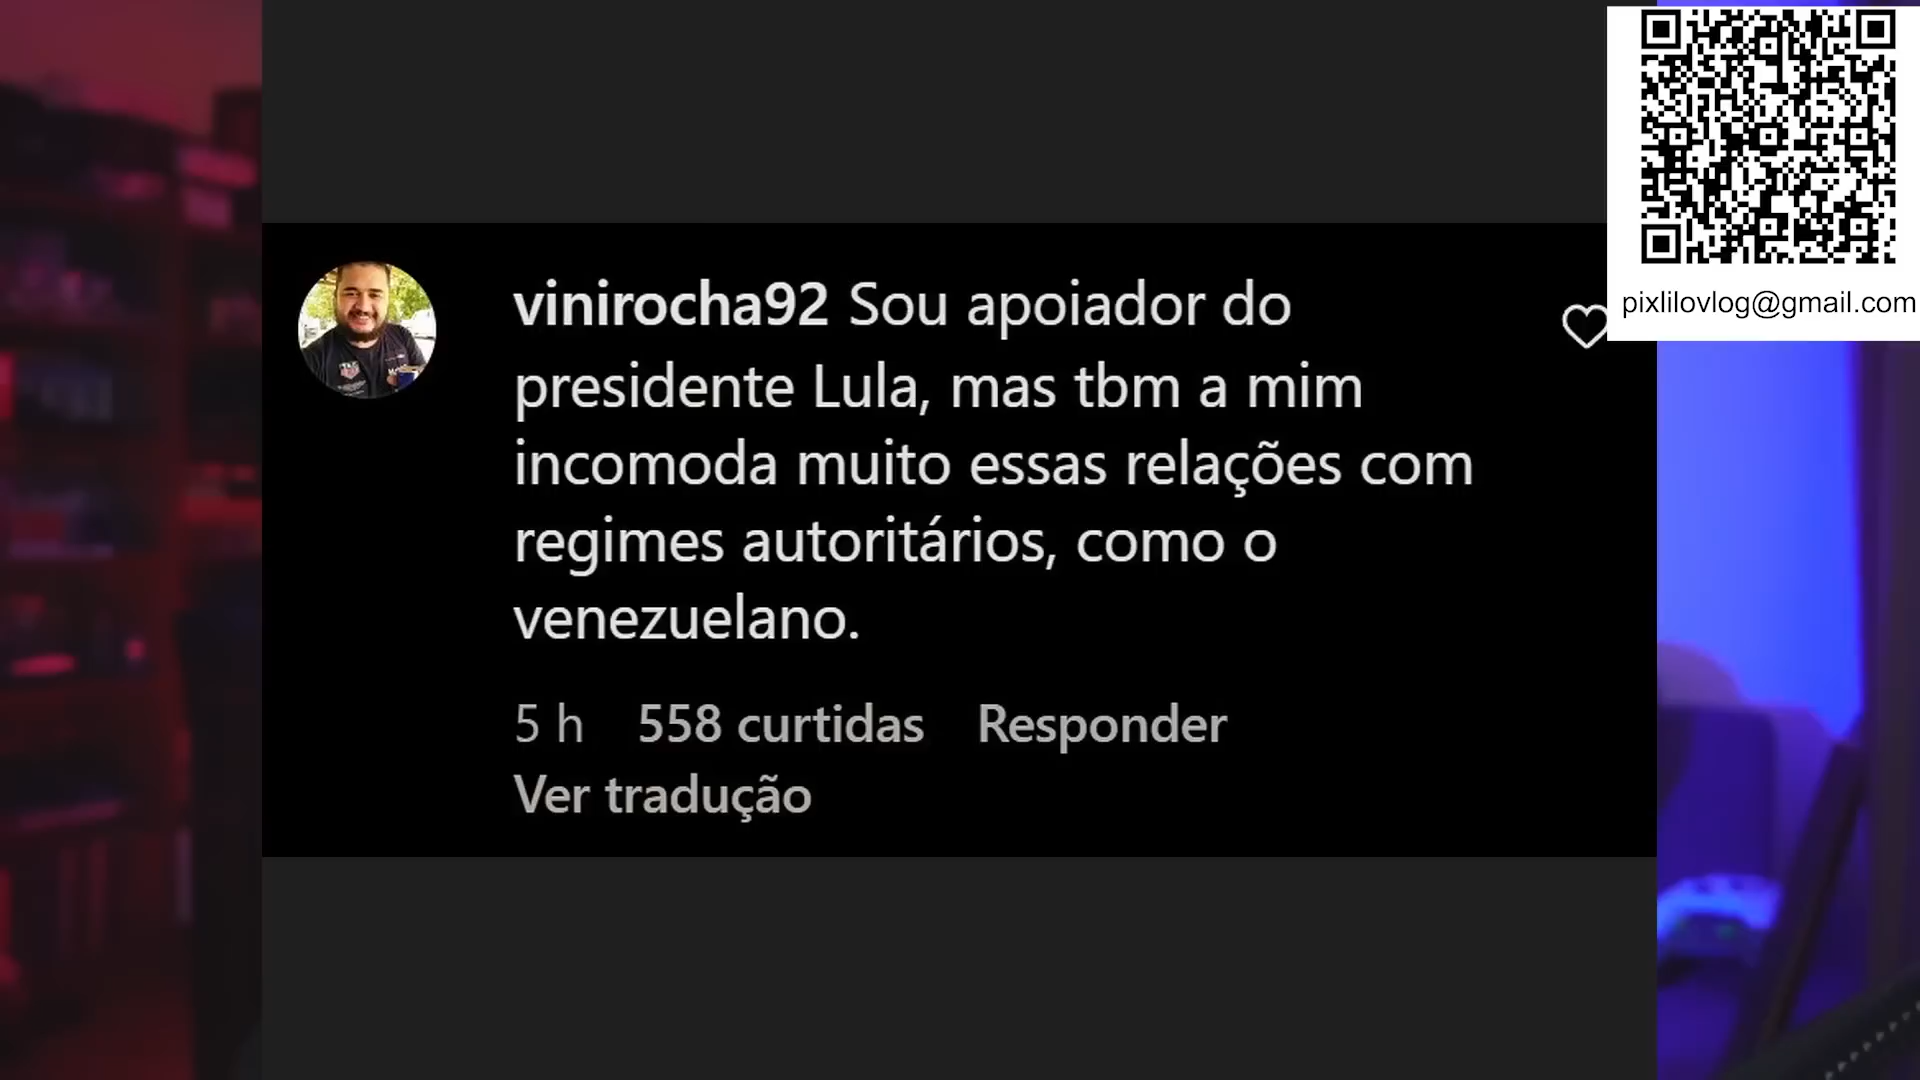 vinirocha92 Sou apoiador do
presidente Lula, mas tbm a mim
incomoda muito essas relações com
regimes autoritários, como o
venezuelano.
5 h 558 curtidas Responder
Ver tradução
pixlilovlog@gmail.com